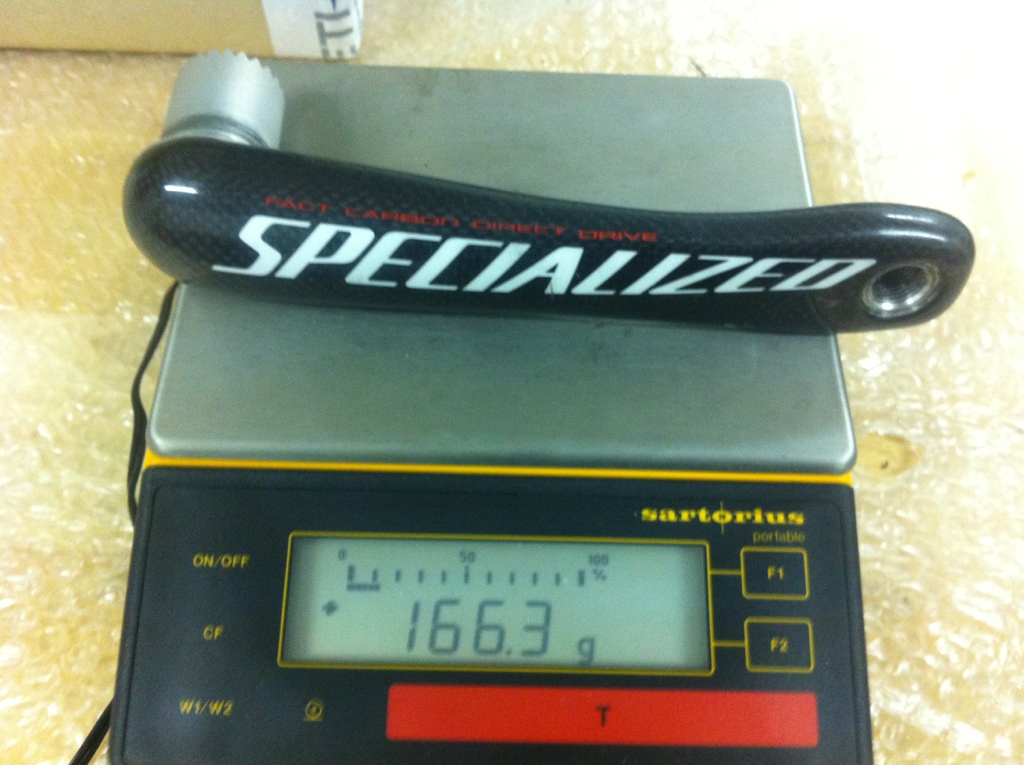 ETI
FACT CARBON DIRECT DRIVE
SPECIALIZED
sartorius
portable
ON/OFF
0 50 100
%
F1
CF
+ 166.3 g
F2
W1/W2
T